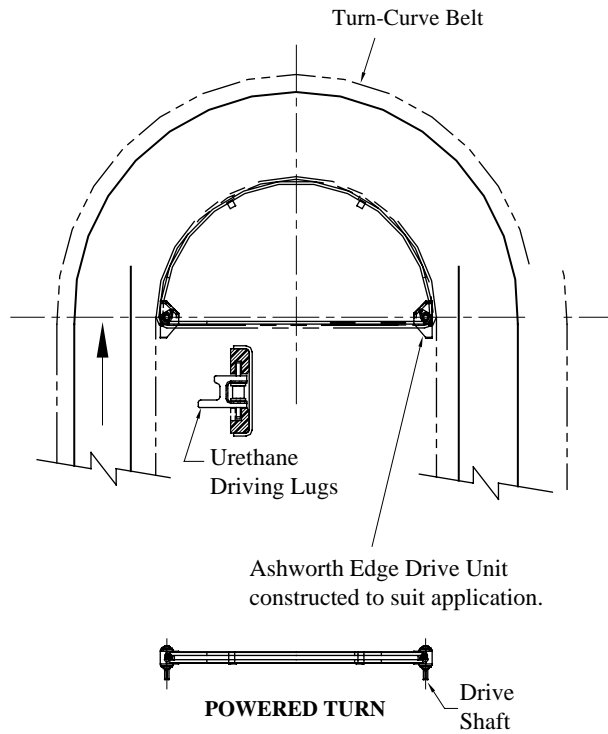 Turn-Curve Belt
Urethane
Driving Lugs
Ashworth Edge Drive Unit
constructed to suit application.
POWERED TURN
Drive
Shaft